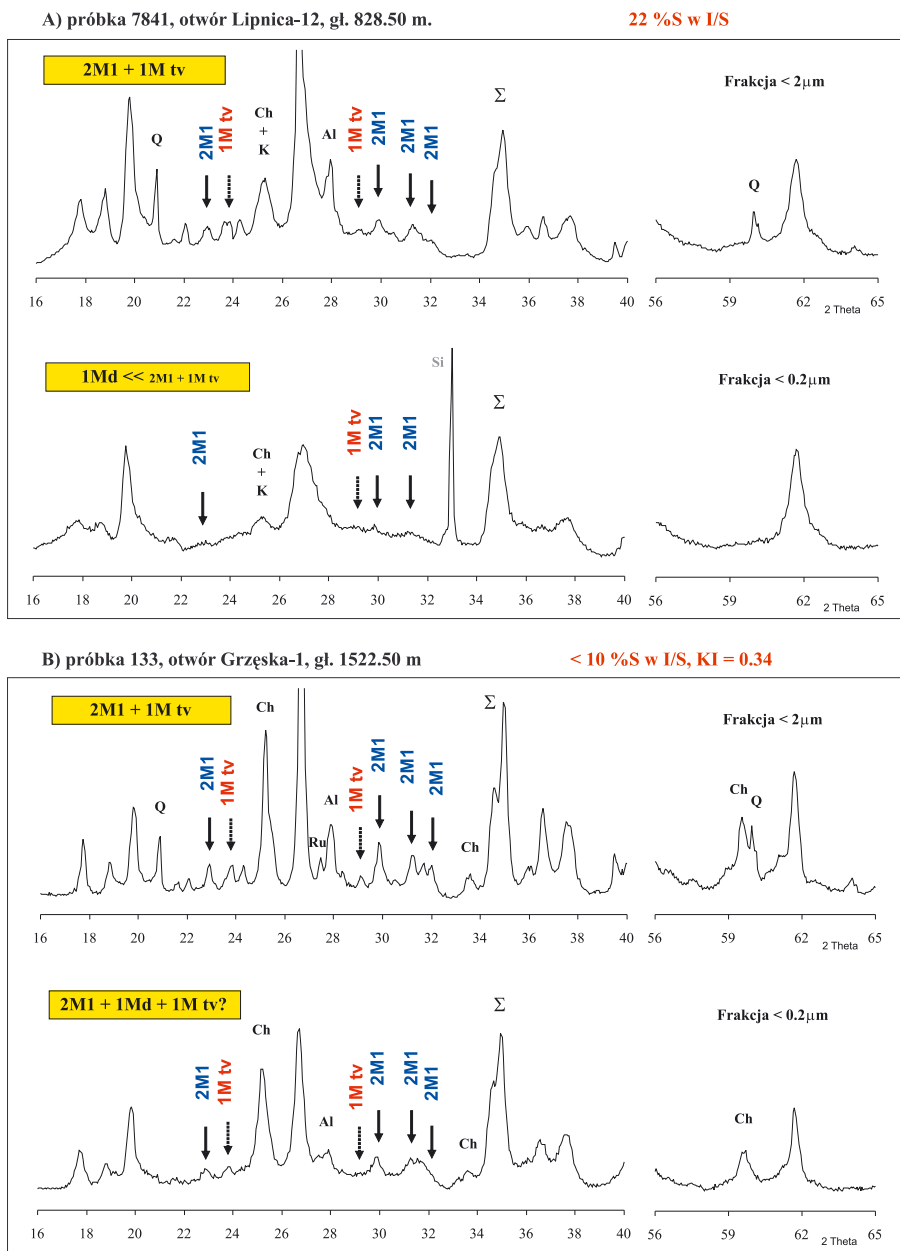 A) próbka 7841, otwór Lipnica-12, gł. 828.50 m. 22 %S w I/S
2M1 + 1M tv
Frakcja < 2μm
Q
2M1
1M tv
Ch
+
K
Al
1M tv
2M1
2M1
2M1
Σ
Q
16 18 20 22 24 26 28 30 32 34 36 38 40
56 59 62 65
2 Theta
1Md << 2M1 + 1M tv
Frakcja < 0.2μm
2M1
Ch
+
K
1M tv
2M1
2M1
Si
Σ
16 18 20 22 24 26 28 30 32 34 36 38 40
56 59 62 65
2 Theta
B) próbka 133, otwór Grzęska-1, gł. 1522.50 m < 10 %S w I/S, KI = 0.34
2M1 + 1M tv
Frakcja < 2μm
Q
2M1
1M tv
Ch
Ru
Al
1M tv
2M1
2M1
2M1
Ch
Σ
Ch
Q
16 18 20 22 24 26 28 30 32 34 36 38 40
56 59 62 65
2 Theta
2M1 + 1Md + 1M tv?
Frakcja < 0.2μm
2M1
1M tv
Ch
Al
1M tv
2M1
2M1
2M1
Ch
Σ
Ch
16 18 20 22 24 26 28 30 32 34 36 38 40
56 59 62 65
2 Theta